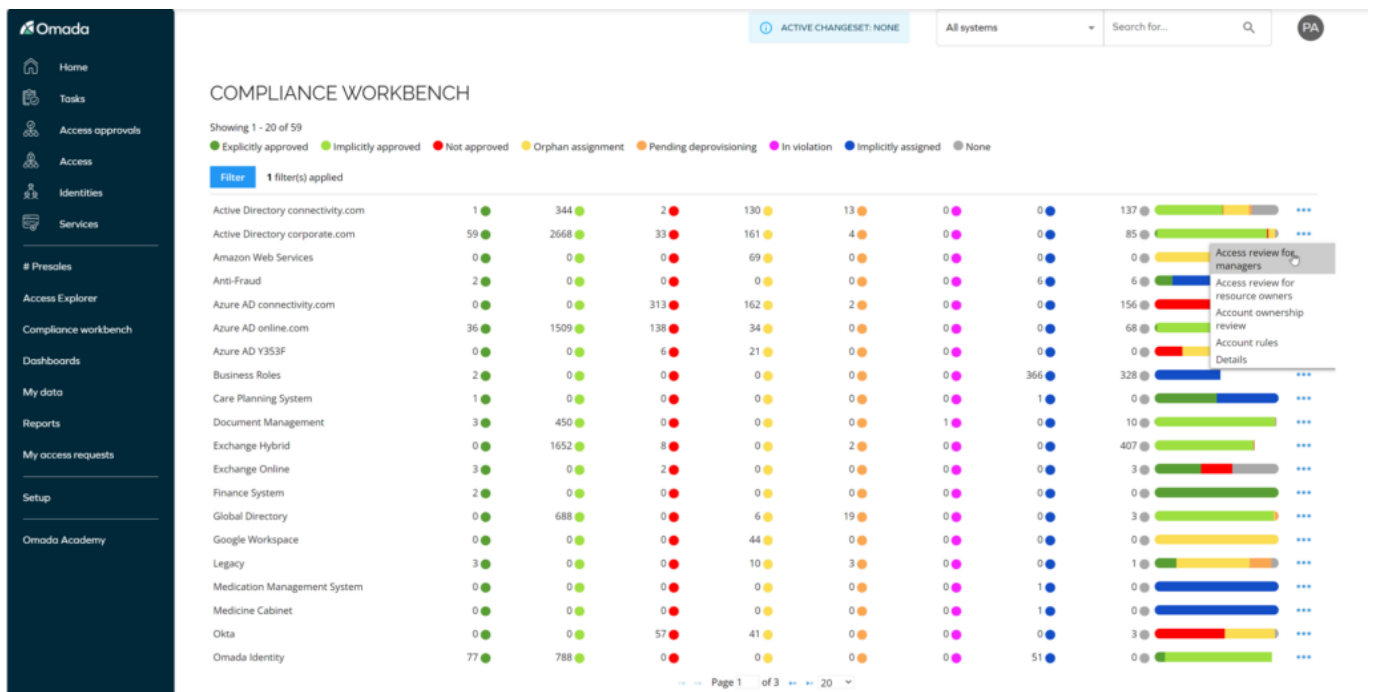 Omada
ACTIVE CHANGESET: NONE
All systems
Search for...
PA
Home
Tasks
Access approvals
Access
Identities
Services
# Presales
Access Explorer
Compliance workbench
Dashboards
My data
Reports
My access requests
Setup
Omada Academy
COMPLIANCE WORKBENCH
Showing 1 - 20 of 59
Explicitly approved Implicitly approved Not approved Orphan assignment Pending deprovisioning In violation Implicitly assigned None
Filter 1 filter(s) applied
Active Directory connectivity.com 1 344 2 130 13 0 0 137
Active Directory corporate.com 59 2668 33 161 4 0 0 85
Amazon Web Services 0 0 0 69 0 0 0 0
Anti-Fraud 2 0 0 0 0 0 6 6
Azure AD connectivity.com 0 0 313 162 2 0 0 156
Azure AD online.com 36 1509 138 34 0 0 0 68
Azure AD Y353F 0 0 6 21 0 0 0 0
Business Roles 2 0 0 0 0 0 366 328
Care Planning System 1 0 0 0 0 0 1 0
Document Management 3 450 0 0 0 1 0 10
Exchange Hybrid 0 1652 8 0 2 0 0 407
Exchange Online 3 0 2 0 0 0 0 3
Finance System 2 0 0 0 0 0 0 0
Global Directory 0 688 0 6 19 0 0 3
Google Workspace 0 0 0 44 0 0 0 0
Legacy 3 0 0 10 3 0 0 1
Medication Management System 0 0 0 0 0 0 1 0
Medicine Cabinet 0 0 0 0 0 0 1 0
Okta 0 0 57 41 0 0 0 3
Omada Identity 77 788 0 0 0 0 51 0
Access review for
managers
Access review for
resource owners
Account ownership
review
Account rules
Details
Page 1 of 3 20